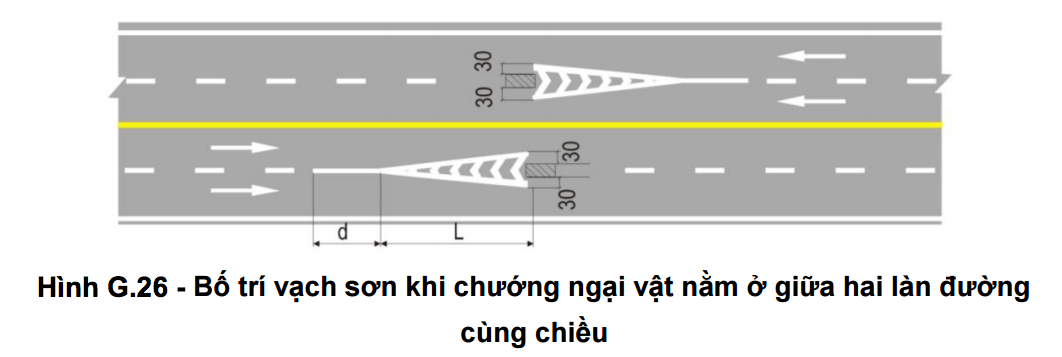 30
30
30
30
d
L
Hình G.26 - Bố trí vạch sơn khi chướng ngại vật nằm ở giữa hai làn đường
cùng chiều